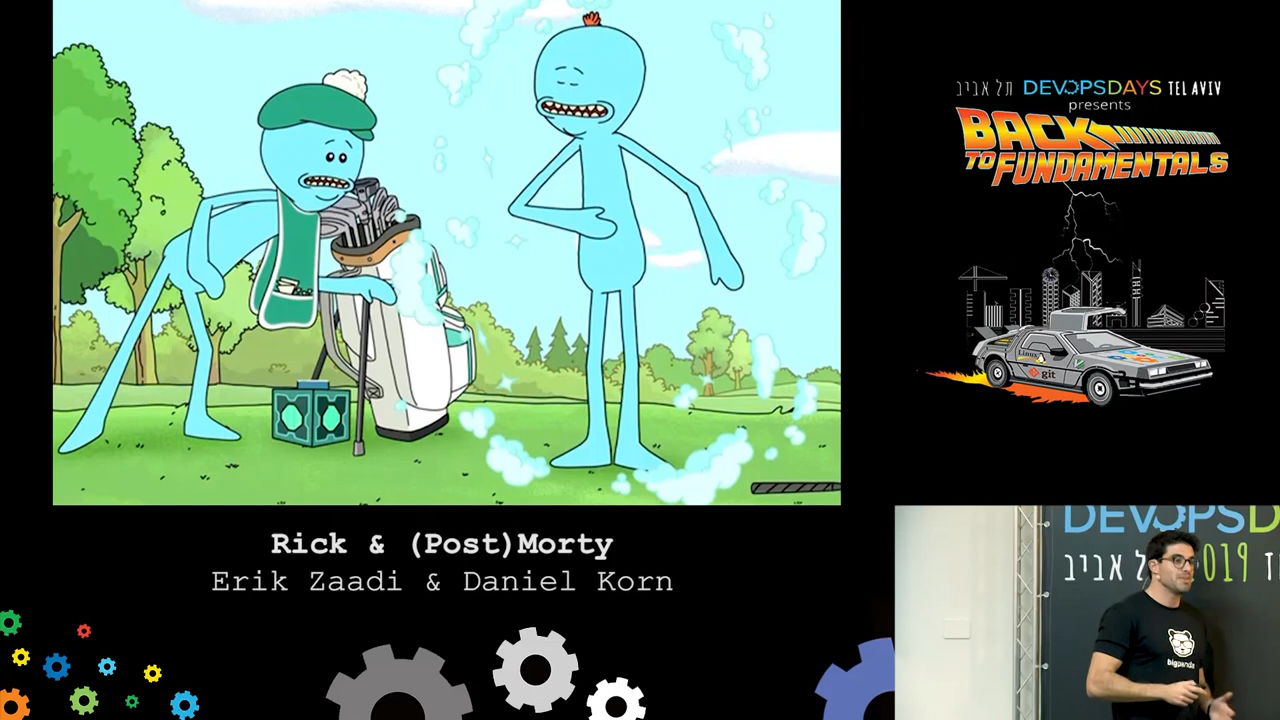 תל אביב DEVOPSDAYS TEL AVIV
presents
BACK
TO FUNDAMENTALS
Linux
git
Rick & (Post)Morty
Erik Zaadi & Daniel Korn
DEVOPSD
אביב
2019
bigpanda